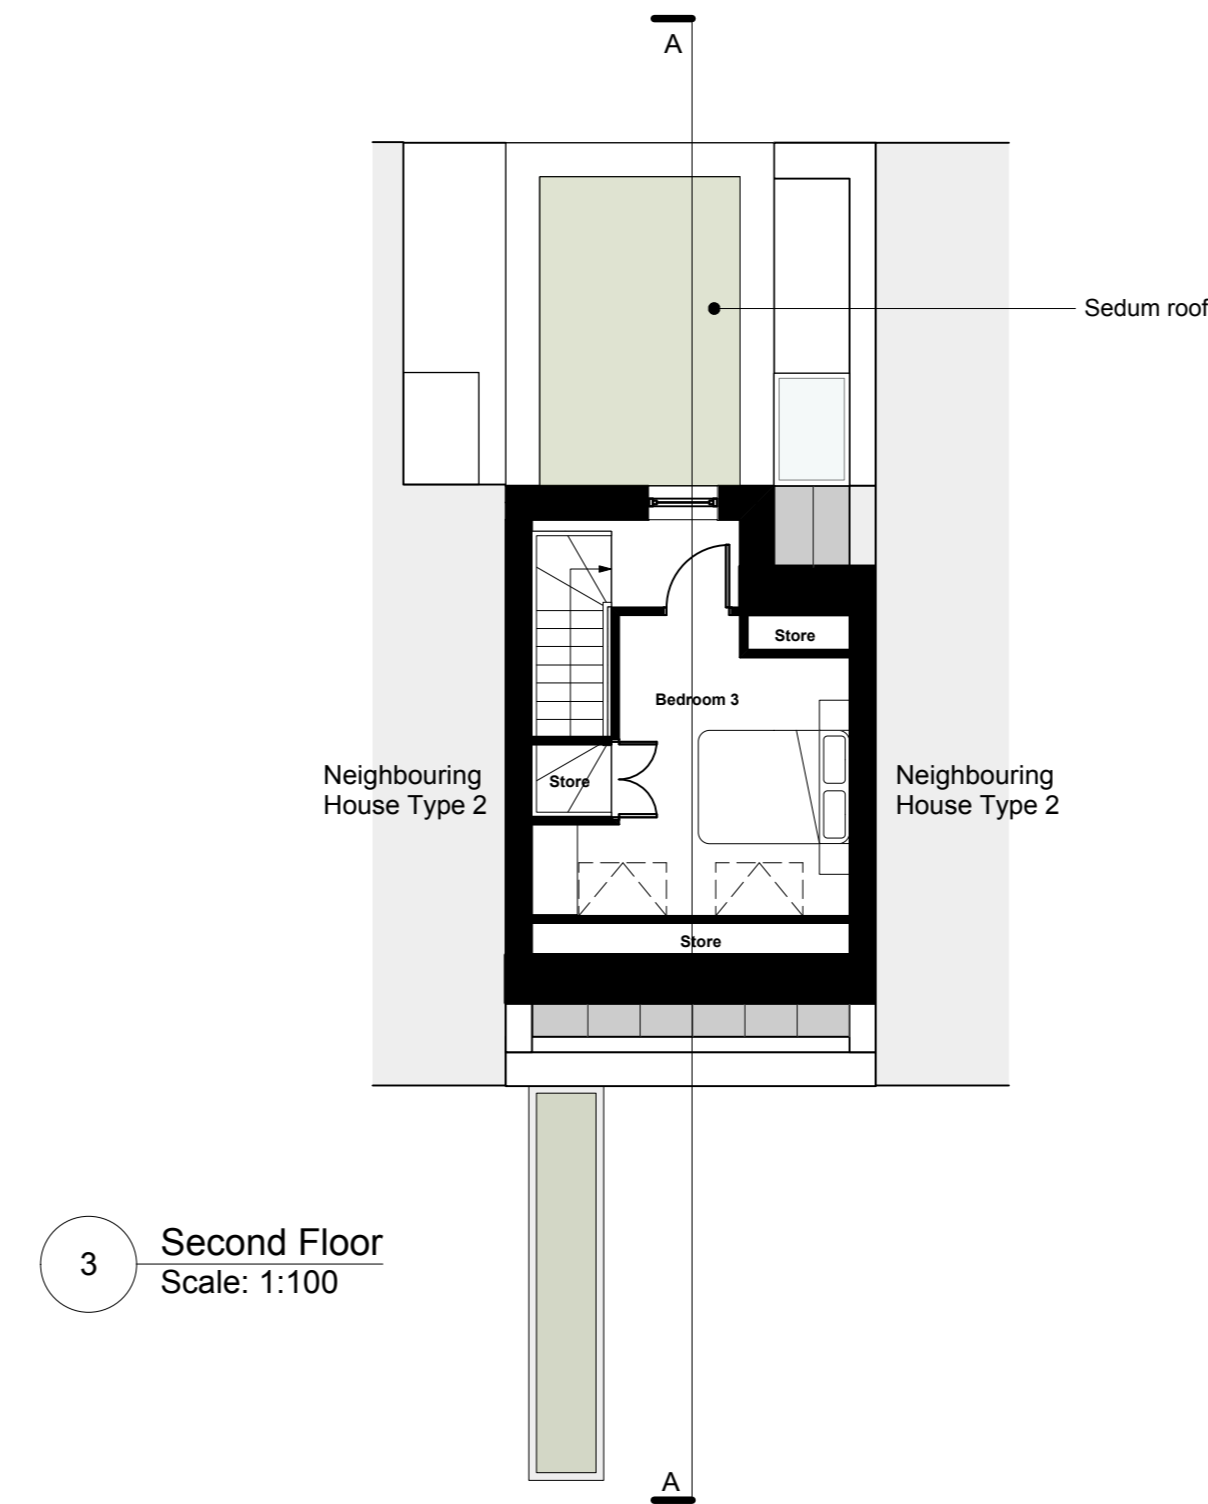 A
Sedum roof
Store
Bedroom 3
Neighbouring
House Type 2
Store
Neighbouring
House Type 2
Store
3
Second Floor
Scale: 1:100
A